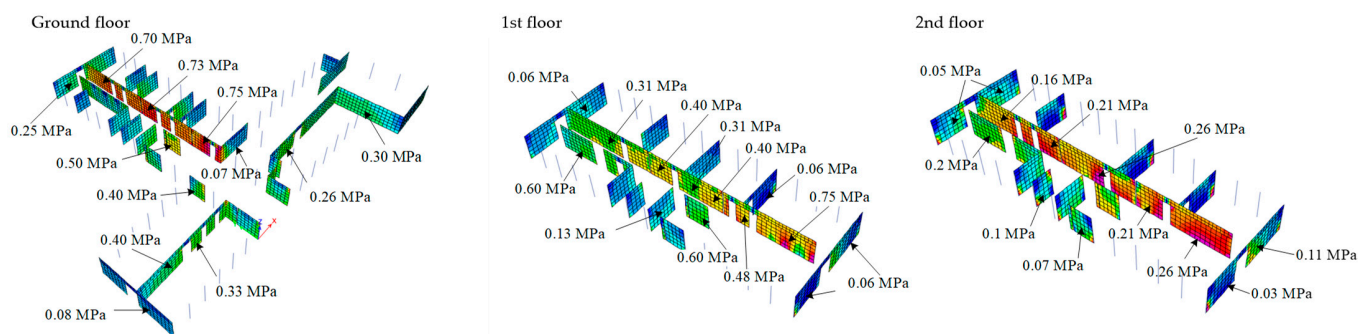 Ground floor
0.70 MPa
0.73 MPa
0.75 MPa
0.25 MPa
0.50 MPa
0.07 MPa
0.30 MPa
0.40 MPa
0.26 MPa
Z
X
0.40 MPa
0.33 MPa
0.08 MPa
1st floor
0.06 MPa
0.31 MPa
0.40 MPa
0.31 MPa
0.40 MPa
0.06 MPa
0.60 MPa
0.75 MPa
0.13 MPa
0.60 MPa
0.48 MPa
0.06 MPa
2nd floor
0.05 MPa
0.16 MPa
0.21 MPa
0.26 MPa
0.2 MPa
0.1 MPa
0.21 MPa
0.07 MPa
0.26 MPa
0.11 MPa
0.03 MPa